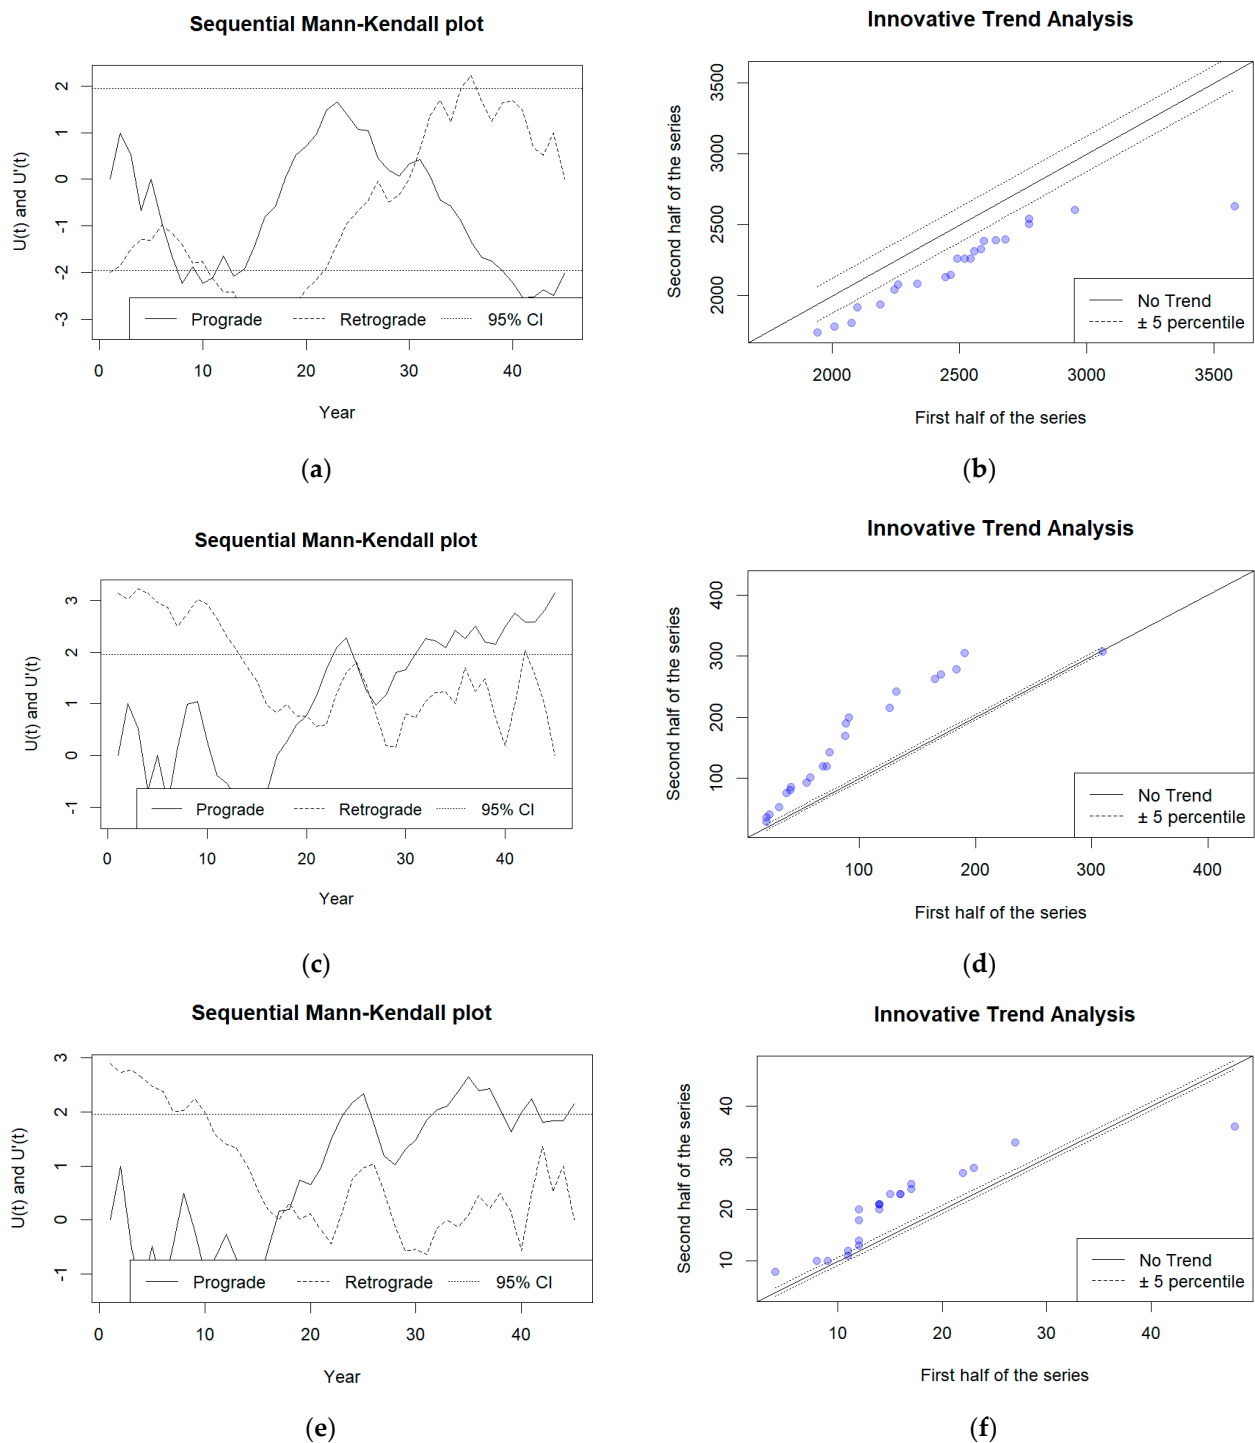 Sequential Mann-Kendall plot
U(t) and U'(t)
2
1
0
-1
-2
-3
Prograde Retrograde 95% CI
0 10 20 30 40
Year
(a)
Innovative Trend Analysis
Second half of the series
3500
3000
2500
2000
No Trend
± 5 percentile
2000 2500 3000 3500
First half of the series
(b)
Sequential Mann-Kendall plot
U(t) and U'(t)
3
2
1
0
-1
Prograde Retrograde 95% CI
0 10 20 30 40
Year
(c)
Innovative Trend Analysis
Second half of the series
400
300
200
100
No Trend
± 5 percentile
100 200 300 400
First half of the series
(d)
Sequential Mann-Kendall plot
U(t) and U'(t)
3
2
1
0
-1
Prograde Retrograde 95% CI
0 10 20 30 40
Year
(e)
Innovative Trend Analysis
Second half of the series
40
30
20
10
No Trend
± 5 percentile
10 20 30 40
First half of the series
(f)